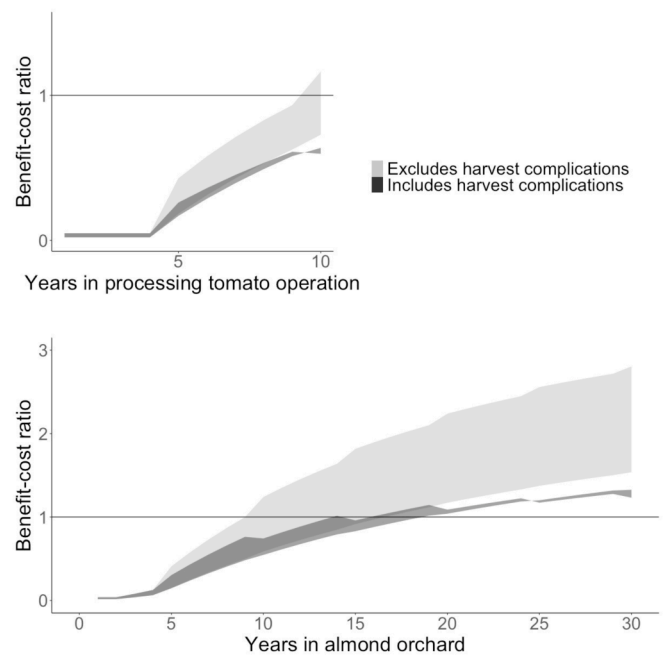 Benefit-cost ratio
1
0
5
10
Years in processing tomato operation
Excludes harvest complications
Includes harvest complications
Benefit-cost ratio
3
2
1
0
0
5
10
15
20
25
30
Years in almond orchard